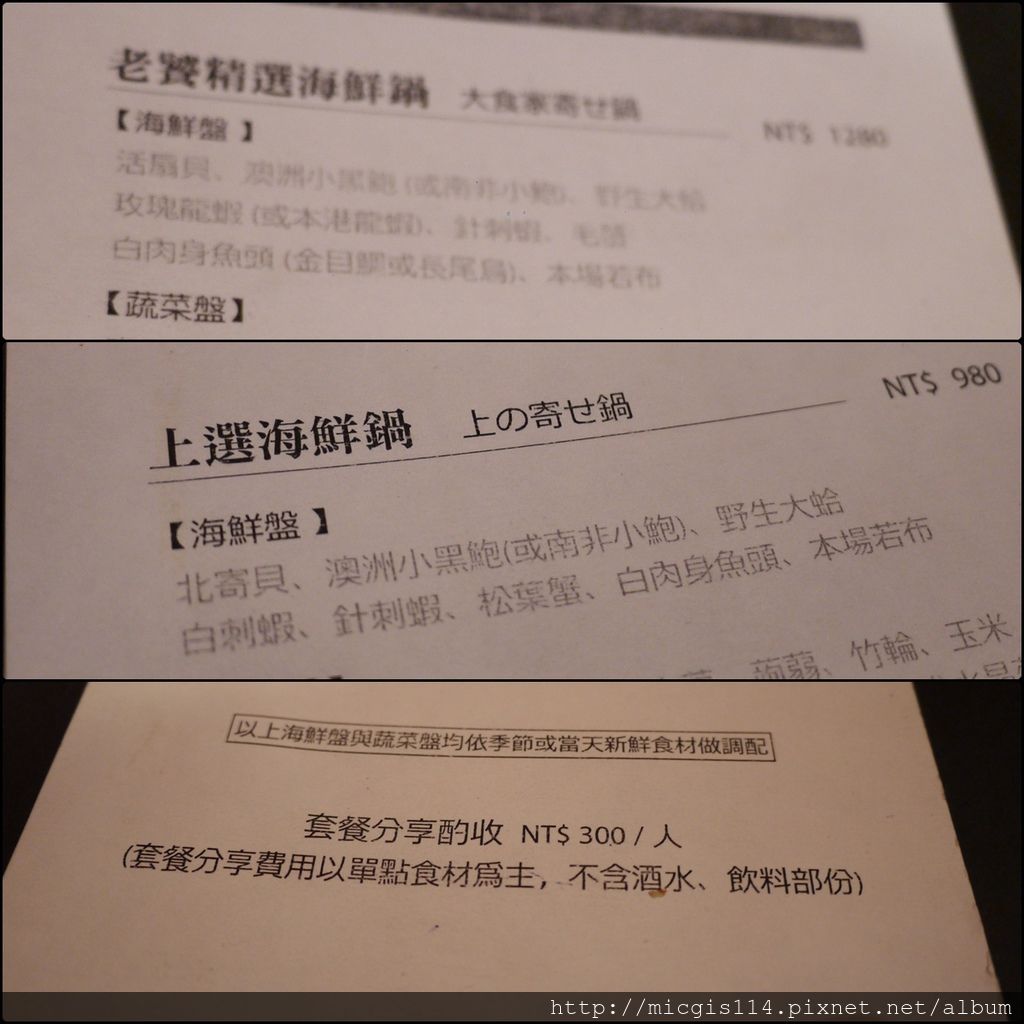 老饕精選海鮮鍋 大食家寄せ鍋 NT$ 1280
【海鮮盤】
活扇貝、澳洲小黑鮑(或南非小鮑)、野生大蛤
玫瑰龍蝦(或本港龍蝦)、針刺蝦、毛蟹
白肉身魚頭(金目鯛或長尾鳥)、本場若布
【蔬菜盤】
上選海鮮鍋 上の寄せ鍋 NT$ 980
【海鮮盤】
北寄貝、澳洲小黑鮑(或南非小鮑)、野生大蛤
白刺蝦、針刺蝦、松葉蟹、白肉身魚頭、本場若布
蒟蒻、竹輪、玉米
以上海鮮盤與蔬菜盤均依季節或當天新鮮食材做調配
套餐分享酌收 NT$ 300 / 人
(套餐分享費用以單點食材為主，不含酒水、飲料部份)
http://micgis114.pixnet.net/album